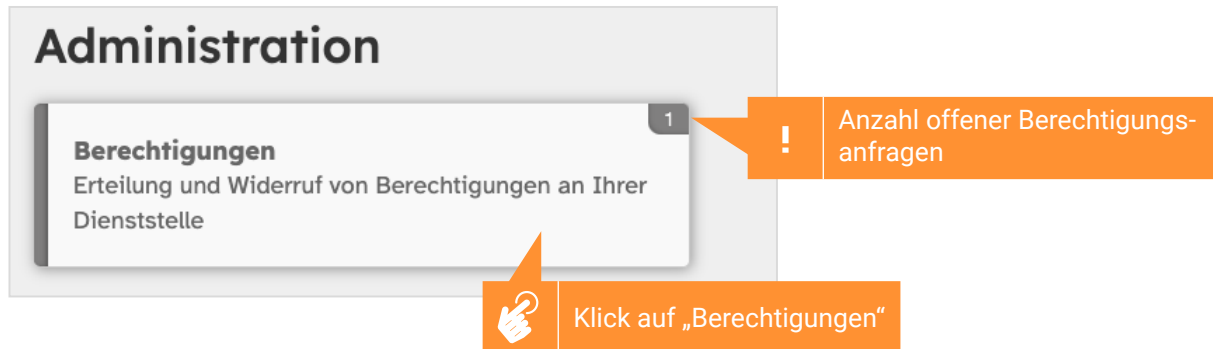 Administration
1
Berechtigungen
Erteilung und Widerruf von Berechtigungen an Ihrer
Dienststelle
!
Anzahl offener Berechtigungs-
anfragen
Klick auf „Berechtigungen“